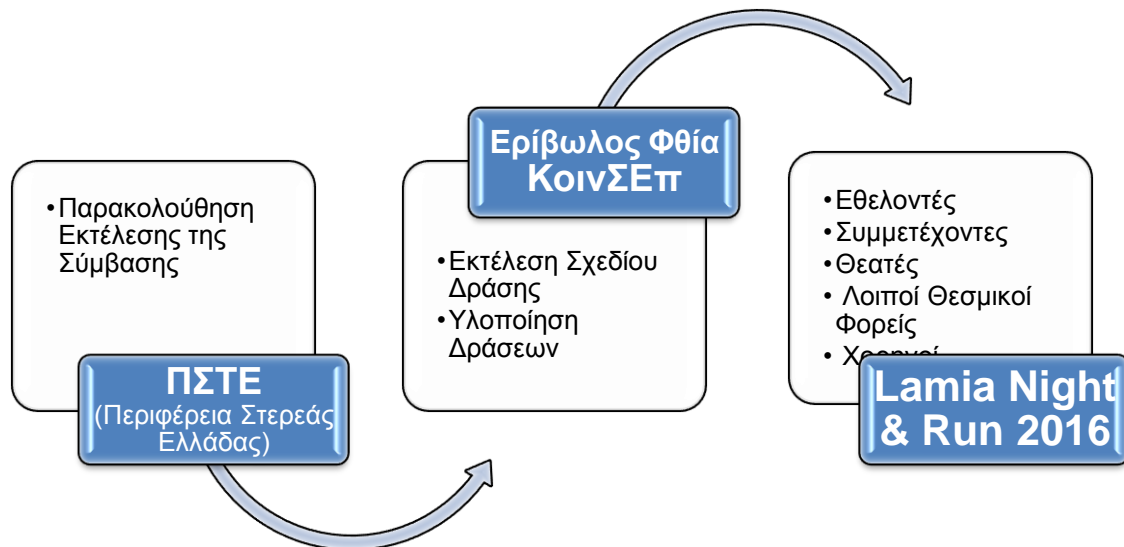 •Παρακολούθηση
Εκτέλεσης της
Σύμβασης
ΠΣΤΕ
(Περιφέρεια Στερεάς
Ελλάδας)
Ερίβωλος Φθία
ΚοινΣΕπ
•Εκτέλεση Σχεδίου
Δράσης
•Υλοποίηση
Δράσεων
•Εθελοντές
•Συμμετέχοντες
•Θεατές
• Λοιποί Θεσμικοί
Φορείς
• Χορηγοί
Lamia Night
& Run 2016